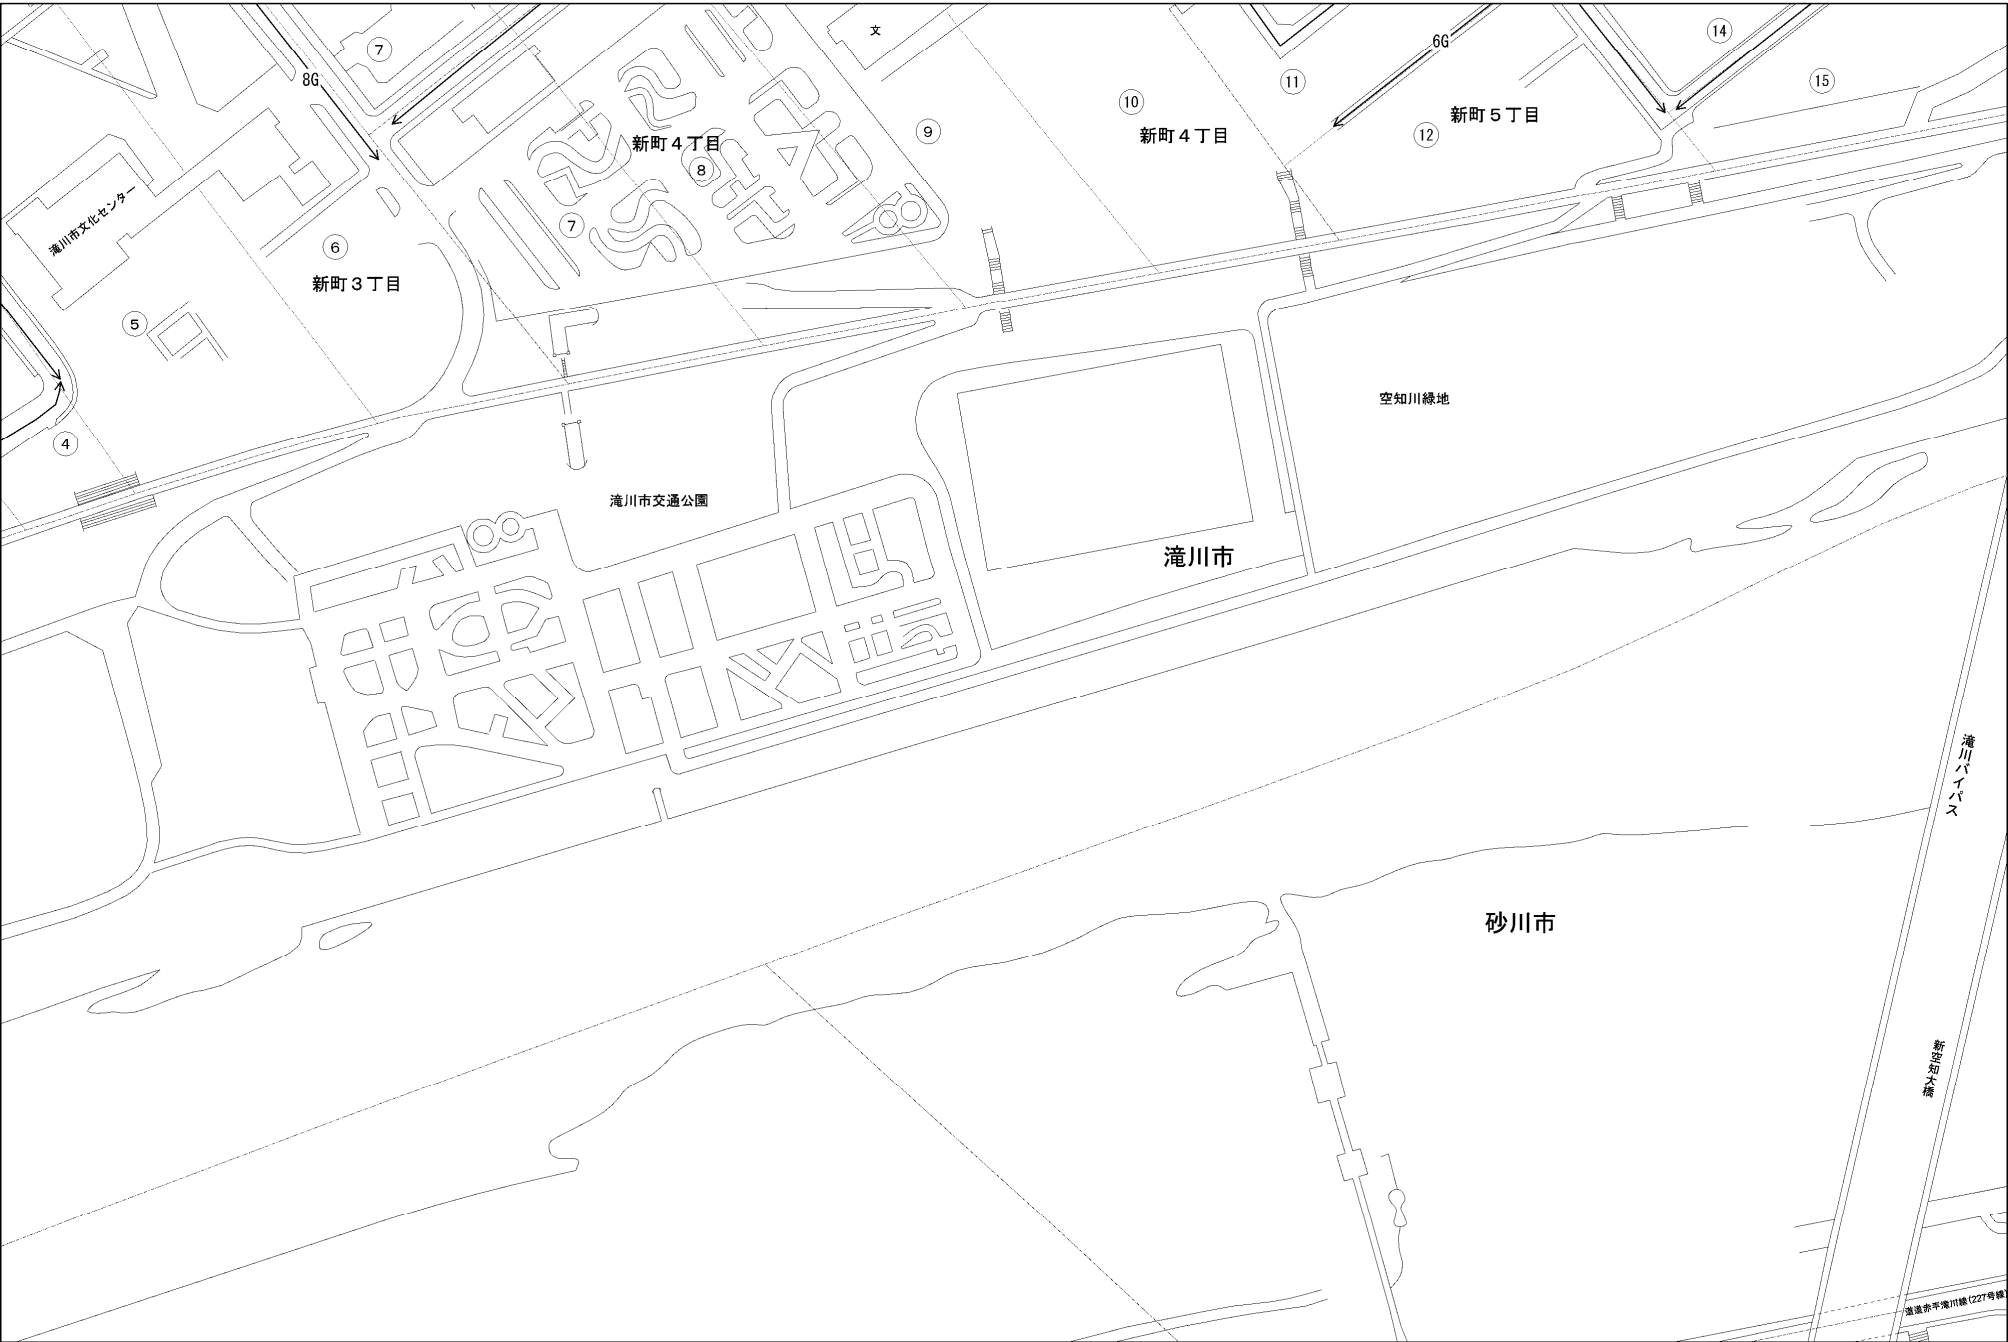 ⑦
文
8G
6G
⑭
⑪
⑮
⑩
新町４丁目
新町５丁目
⑫
⑨
新町４丁目
⑧
滝川市文化センター
⑦
⑥
新町３丁目
⑤
空知川緑地
④
滝川市交通公園
滝川市
滝川バイパス
砂川市
新空知大橋
道道赤平滝川線(227号線)